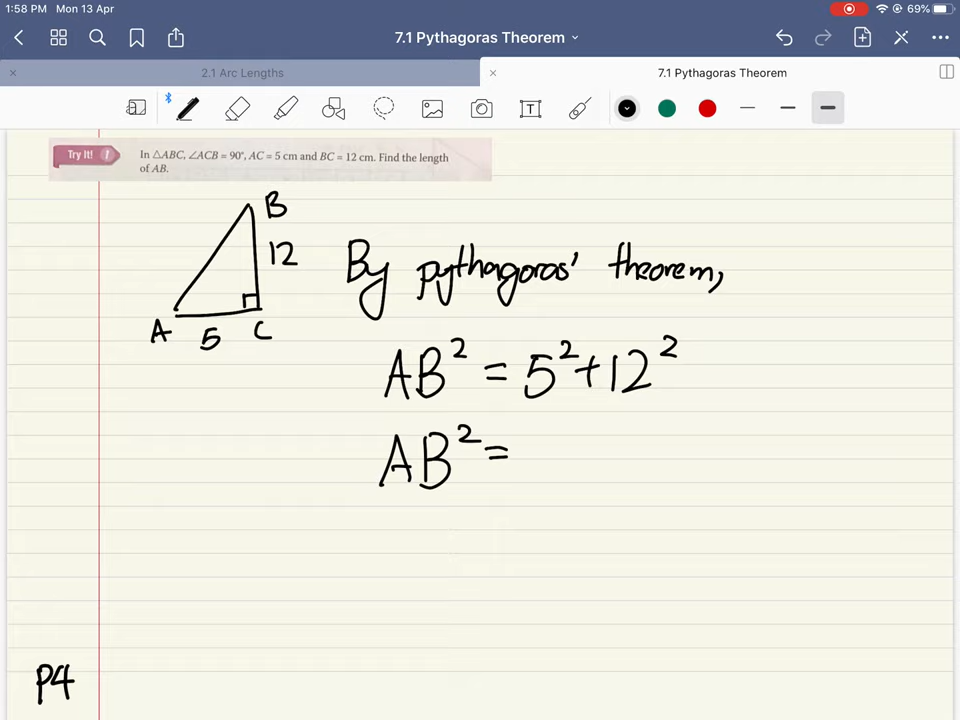 1:58 PM Mon 13 Apr
69%
7.1 Pythagoras Theorem
2.1 Arc Lengths
7.1 Pythagoras Theorem
T
Try It! 1
In △ABC, ∠ACB = 90°, AC = 5 cm and BC = 12 cm. Find the length
of AB.
B
12
A
5
C
By pythagoras' theorem,
AB² = 5² + 12²
AB² =
P4